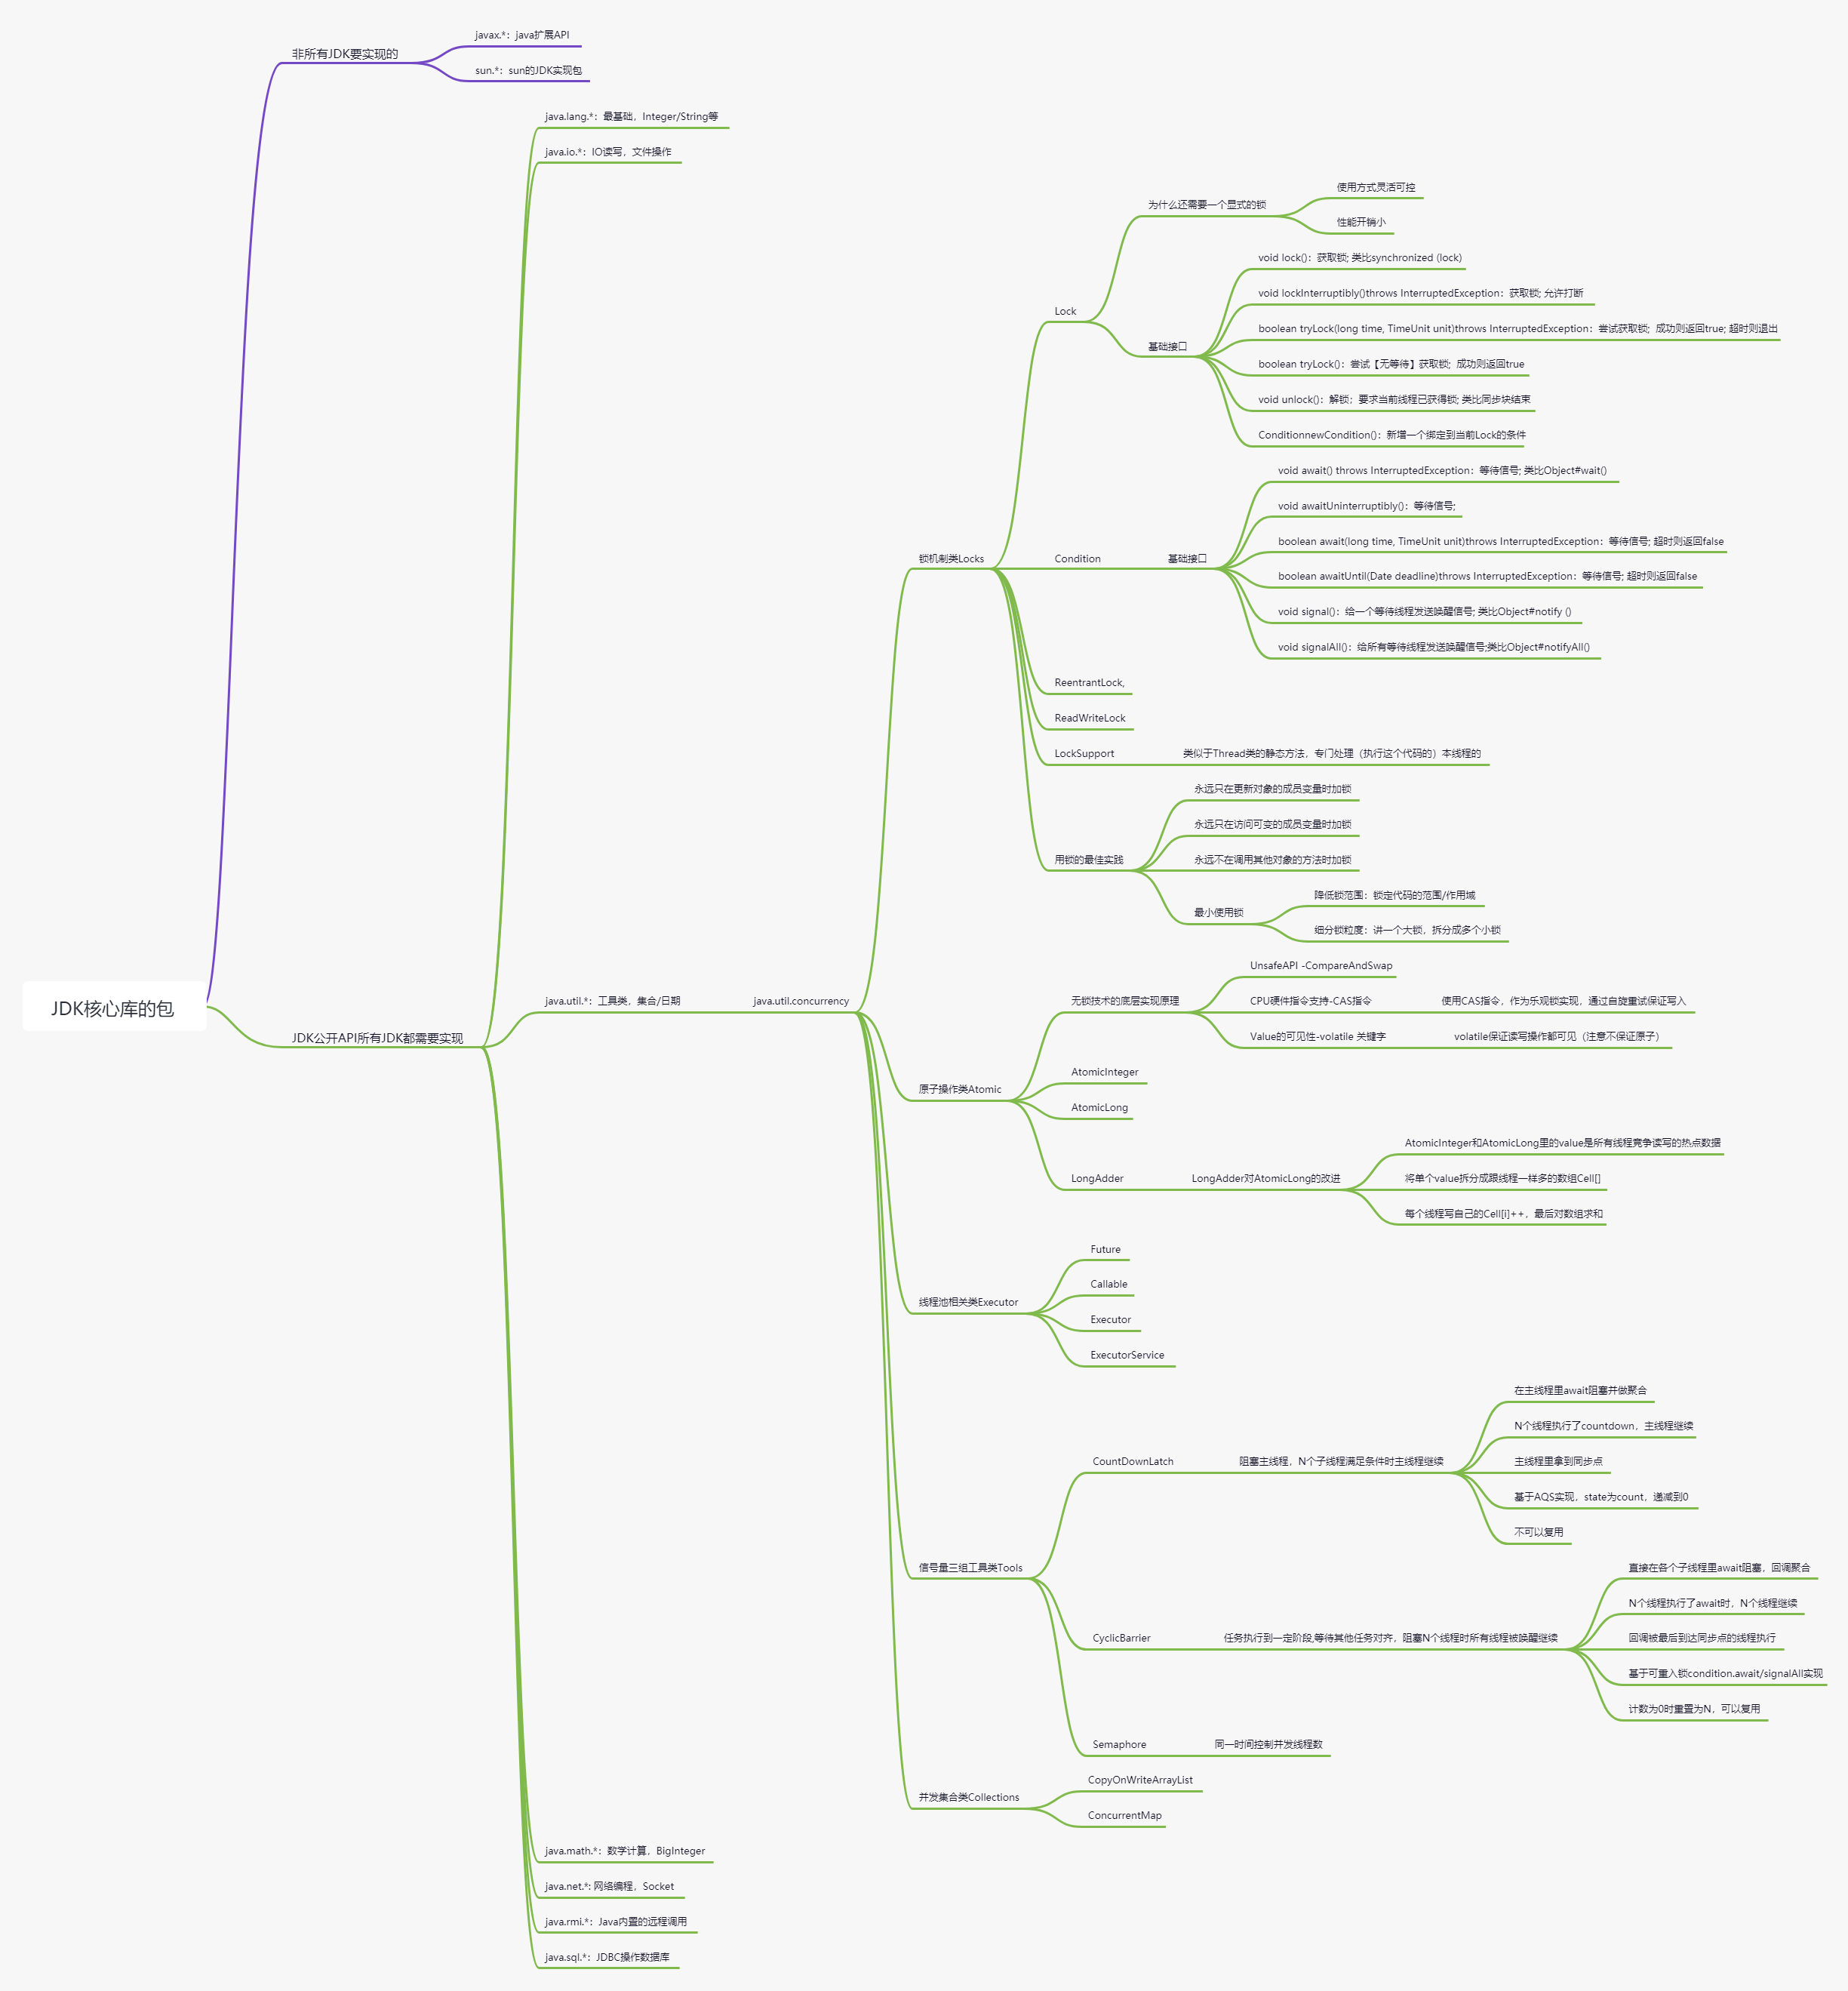 JDK核心库的包
非所有JDK要实现的
javax.*：java扩展API
sun.*：sun的JDK实现包
JDK公开API所有JDK都需要实现
java.lang.*：最基础，Integer/String等
java.io.*：IO读写，文件操作
java.util.*：工具类，集合/日期
java.util.concurrency
锁机制类Locks
Lock
为什么还需要一个显式的锁
使用方式灵活可控
性能开销小
基础接口
void lock()：获取锁; 类比synchronized (lock)
void lockInterruptibly()throws InterruptedException：获取锁; 允许打断
boolean tryLock(long time, TimeUnit unit)throws InterruptedException：尝试获取锁；成功则返回true; 超时则退出
boolean tryLock()：尝试【无等待】获取锁；成功则返回true
void unlock()：解锁；要求当前线程已获得锁; 类比同步块结束
ConditionnewCondition()：新增一个绑定到当前Lock的条件
Condition
基础接口
void await() throws InterruptedException：等待信号; 类比Object#wait()
void awaitUninterruptibly()：等待信号;
boolean await(long time, TimeUnit unit)throws InterruptedException：等待信号; 超时则返回false
boolean awaitUntil(Date deadline)throws InterruptedException：等待信号; 超时则返回false
void signal()：给一个等待线程发送唤醒信号; 类比Object#notify ()
void signalAll()：给所有等待线程发送唤醒信号;类比Object#notifyAll()
ReentrantLock,
ReadWriteLock
LockSupport
类似于Thread类的静态方法，专门处理（执行这个代码的）本线程的
用锁的最佳实践
永远只在更新对象的成员变量时加锁
永远只在访问可变的成员变量时加锁
永远不在调用其他对象的方法时加锁
最小使用锁
降低锁范围：锁定代码的范围/作用域
细分锁粒度：讲一个大锁，拆分成多个小锁
原子操作类Atomic
无锁技术的底层实现原理
UnsafeAPI -CompareAndSwap
CPU硬件指令支持-CAS指令
使用CAS指令，作为乐观锁实现，通过自旋重试保证写入
Value的可见性-volatile 关键字
volatile保证读写操作都可见（注意不保证原子）
AtomicInteger
AtomicLong
LongAdder
LongAdder对AtomicLong的改进
AtomicInteger和AtomicLong里的value是所有线程竞争读写的热点数据
将单个value拆分成跟线程一样多的数组Cell[]
每个线程写自己的Cell[i]++，最后对数组求和
线程池相关类Executor
Future
Callable
Executor
ExecutorService
信号量三组工具类Tools
CountDownLatch
阻塞主线程，N个子线程满足条件时主线程继续
在主线程里await阻塞并做聚合
N个线程执行了countdown，主线程继续
主线程里拿到同步点
基于AQS实现，state为count，递减到0
不可以复用
CyclicBarrier
任务执行到一定阶段,等待其他任务对齐，阻塞N个线程时所有线程被唤醒继续
直接在各个子线程里await阻塞，回调聚合
N个线程执行了await时，N个线程继续
回调被最后到达同步点的线程执行
基于可重入锁condition.await/signalAll实现
计数为0时重置为N，可以复用
Semaphore
同一时间控制并发线程数
并发集合类Collections
CopyOnWriteArrayList
ConcurrentMap
java.math.*：数学计算，BigInteger
java.net.*: 网络编程，Socket
java.rmi.*：Java内置的远程调用
java.sql.*：JDBC操作数据库